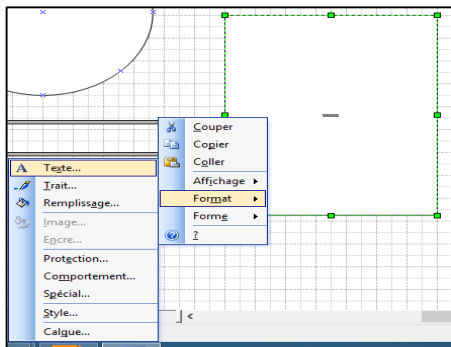 Couper
Copier
Coller
Affichage
Format
Forme
?
Texte...
Trait...
Remplissage...
Image...
Encre...
Protection...
Comportement...
Spécial...
Style...
Calque...